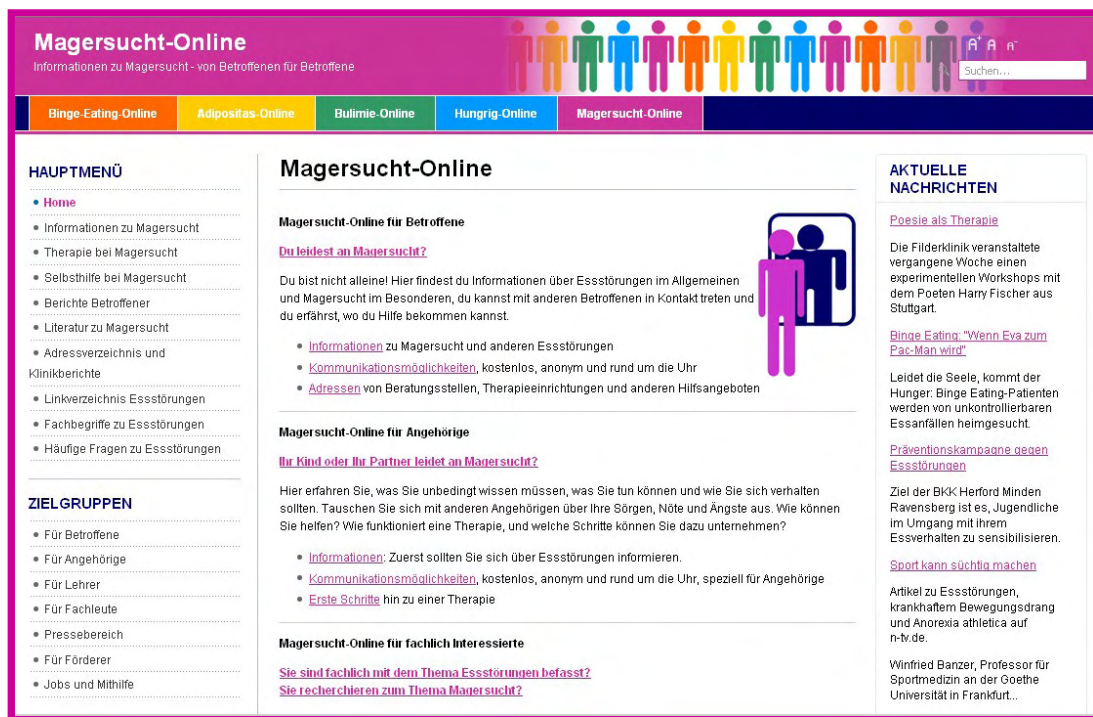 Magersucht-Online
Informationen zu Magersucht - von Betroffenen für Betroffene
A+ A A-
Suchen...
Binge-Eating-Online
Adipositas-Online
Bulimie-Online
Hungrig-Online
Magersucht-Online
HAUPTMENÜ
Home
Informationen zu Magersucht
Therapie bei Magersucht
Selbsthilfe bei Magersucht
Berichte Betroffener
Literatur zu Magersucht
Adressverzeichnis und
Klinikberichte
Linkverzeichnis Essstörungen
Fachbegriffe zu Essstörungen
Häufige Fragen zu Essstörungen
ZIELGRUPPEN
Für Betroffene
Für Angehörige
Für Lehrer
Für Fachleute
Pressebereich
Für Förderer
Jobs und Mithilfe
Magersucht-Online
Magersucht-Online für Betroffene
Du leidest an Magersucht?
Du bist nicht alleine! Hier findest du Informationen über Essstörungen im Allgemeinen
und Magersucht im Besonderen, du kannst mit anderen Betroffenen in Kontakt treten und
du erfährst, wo du Hilfe bekommen kannst.
Informationen zu Magersucht und anderen Essstörungen
Kommunikationsmöglichkeiten, kostenlos, anonym und rund um die Uhr
Adressen von Beratungsstellen, Therapieeinrichtungen und anderen Hilfsangeboten
Magersucht-Online für Angehörige
Ihr Kind oder Ihr Partner leidet an Magersucht?
Hier erfahren Sie, was Sie unbedingt wissen müssen, was Sie tun können und wie Sie sich verhalten
sollten. Tauschen Sie sich mit anderen Angehörigen über Ihre Sörgen, Nöte und Ängste aus. Wie können
Sie helfen? Wie funktioniert eine Therapie, und welche Schritte können Sie dazu unternehmen?
Informationen: Zuerst sollten Sie sich über Essstörungen informieren.
Kommunikationsmöglichkeiten, kostenlos, anonym und rund um die Uhr, speziell für Angehörige
Erste Schritte hin zu einer Therapie
Magersucht-Online für fachlich Interessierte
Sie sind fachlich mit dem Thema Essstörungen befasst?
Sie recherchieren zum Thema Magersucht?
AKTUELLE
NACHRICHTEN
Poesie als Therapie
Die Filderklinik veranstaltete
vergangene Woche einen
experimentellen Workshops mit
dem Poeten Harry Fischer aus
Stuttgart.
Binge Eating: "Wenn Eva zum
Pac-Man wird"
Leidet die Seele, kommt der
Hunger: Binge Eating-Patienten
werden von unkontrollierbaren
Essanfällen heimgesucht.
Präventionskampagne gegen
Essstörungen
Ziel der BKK Herford Minden
Ravensberg ist es, Jugendliche
im Umgang mit ihrem
Essverhalten zu sensibilisieren.
Sport kann süchtig machen
Artikel zu Essstörungen,
krankhaftem Bewegungsdrang
und Anorexia athletica auf
n-tv.de.
Winfried Banzer, Professor für
Sportmedizin an der Goethe
Universität in Frankfurt...